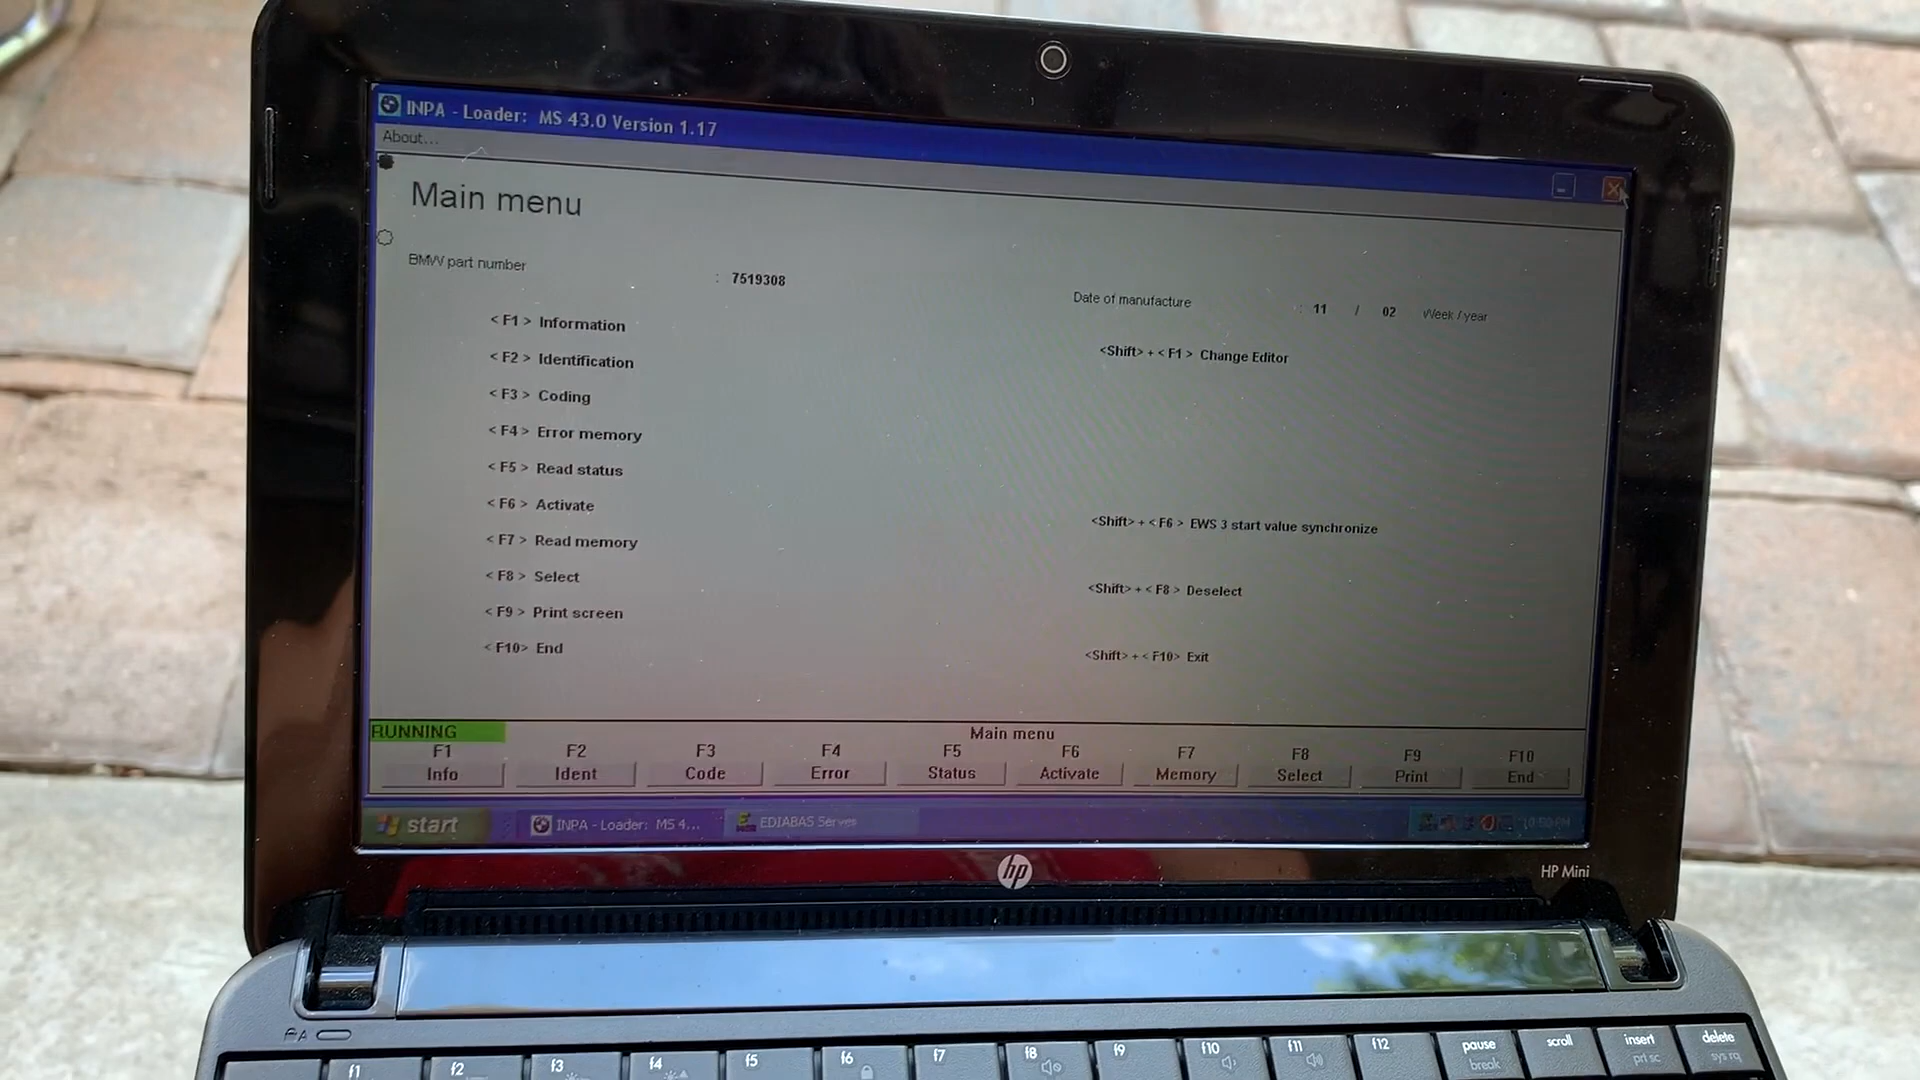 INPA - Loader: MS 43.0 Version 1.17
About...
Main menu
BMW part number : 7519308
Date of manufacture : 11 / 02 Week / year
< F1 > Information
<Shift> + < F1 > Change Editor
< F2 > Identification
< F3 > Coding
< F4 > Error memory
< F5 > Read status
< F6 > Activate
<Shift> + < F6 > EWS 3 start value synchronize
< F7 > Read memory
< F8 > Select
<Shift> + < F8 > Deselect
< F9 > Print screen
< F10> End
<Shift> + < F10> Exit
RUNNING Main menu
F1 F2 F3 F4 F5 F6 F7 F8 F9 F10
Info Ident Code Error Status Activate Memory Select Print End
start INPA - Loader: MS 4... EDIABAS Server
hp
HP Mini
f1 f2 f3 f4 f5 f6 f7 f8 f9 f10 f11 f12 pause scroll insert delete
break prt sc sys rq